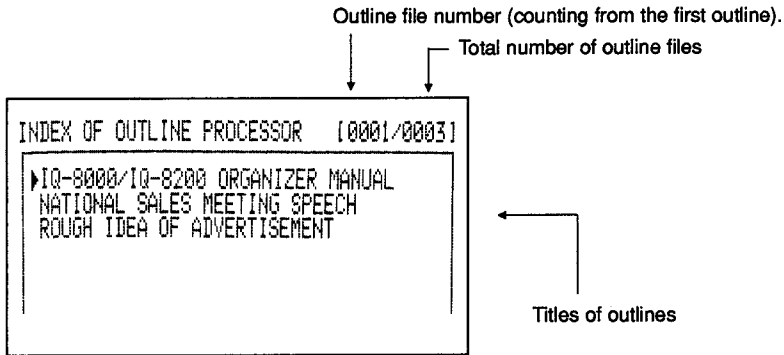 Outline file number (counting from the first outline).
Total number of outline files
INDEX OF OUTLINE PROCESSOR [0001/0003]
IQ-8000/IQ-8200 ORGANIZER MANUAL
NATIONAL SALES MEETING SPEECH
ROUGH IDEA OF ADVERTISEMENT
Titles of outlines